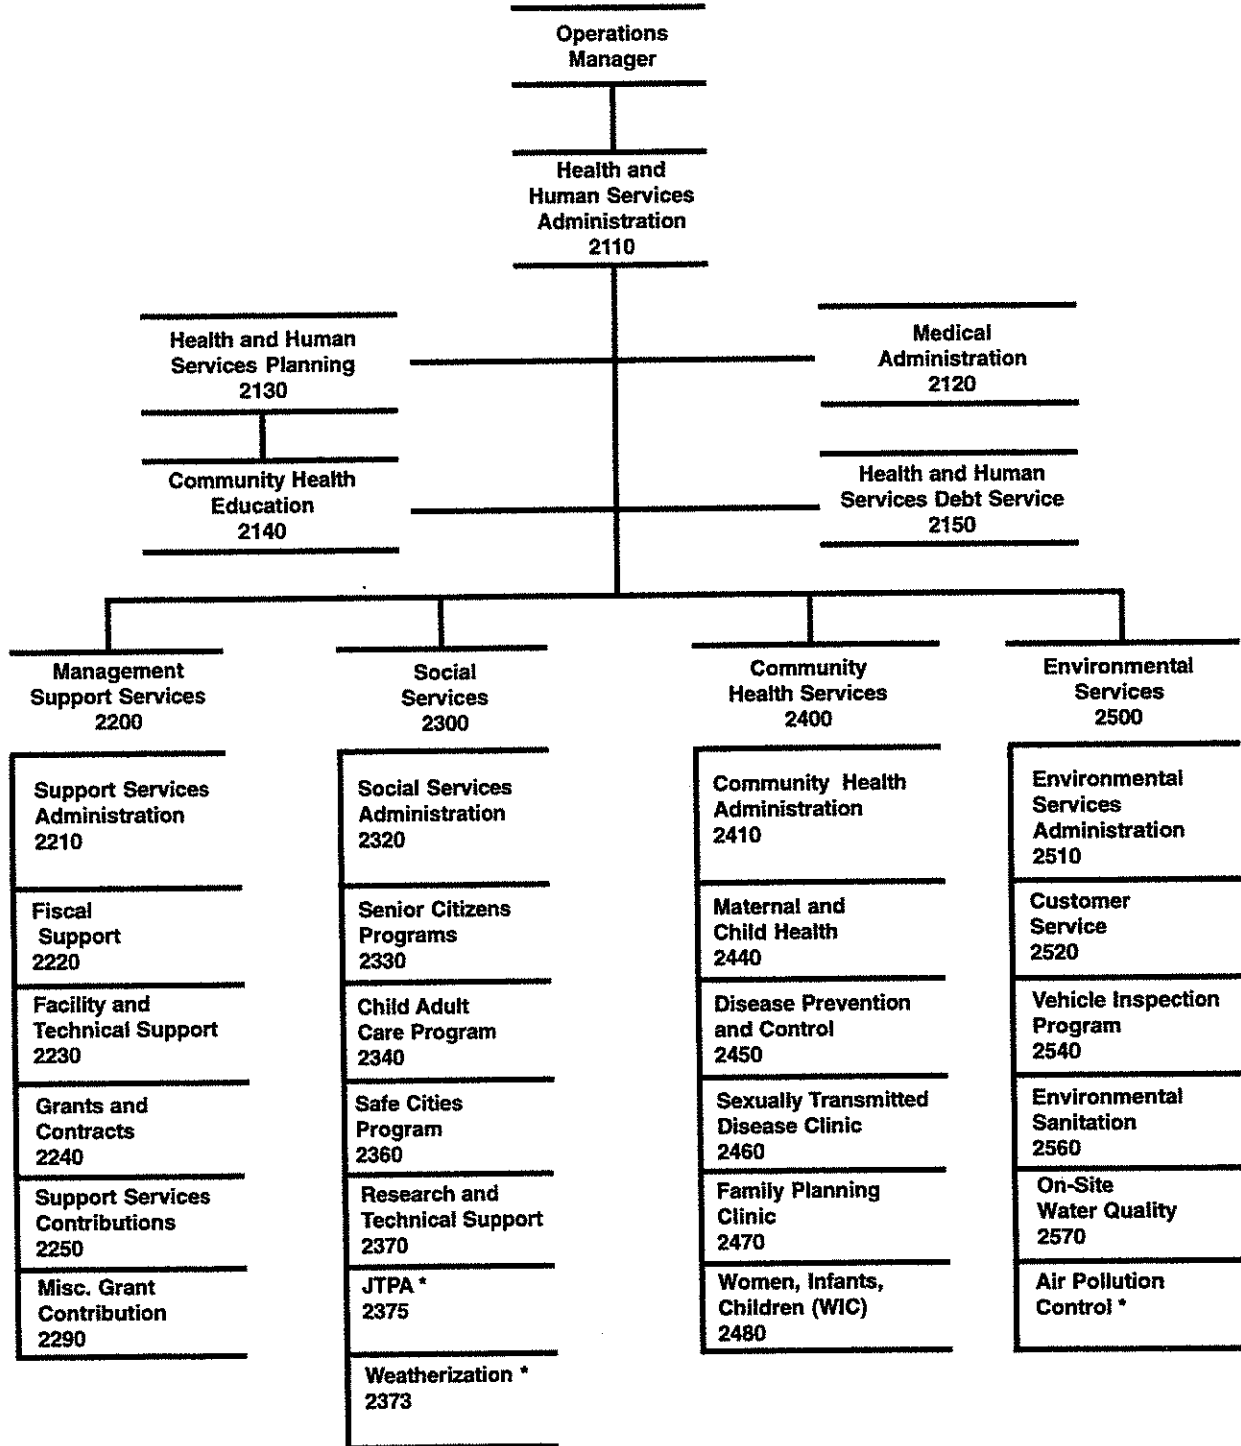 Operations
Manager
Health and
Human Services
Administration
2110
Health and Human
Services Planning
2130
Medical
Administration
2120
Community Health
Education
2140
Health and Human
Services Debt Service
2150
Management
Support Services
2200
Support Services
Administration
2210
Fiscal
Support
2220
Facility and
Technical Support
2230
Grants and
Contracts
2240
Support Services
Contributions
2250
Misc. Grant
Contribution
2290
Social
Services
2300
Social Services
Administration
2320
Senior Citizens
Programs
2330
Child Adult
Care Program
2340
Safe Cities
Program
2360
Research and
Technical Support
2370
JTPA *
2375
Weatherization *
2373
Community
Health Services
2400
Community Health
Administration
2410
Maternal and
Child Health
2440
Disease Prevention
and Control
2450
Sexually Transmitted
Disease Clinic
2460
Family Planning
Clinic
2470
Women, Infants,
Children (WIC)
2480
Environmental
Services
2500
Environmental
Services
Administration
2510
Customer
Service
2520
Vehicle Inspection
Program
2540
Environmental
Sanitation
2560
On-Site
Water Quality
2570
Air Pollution
Control *